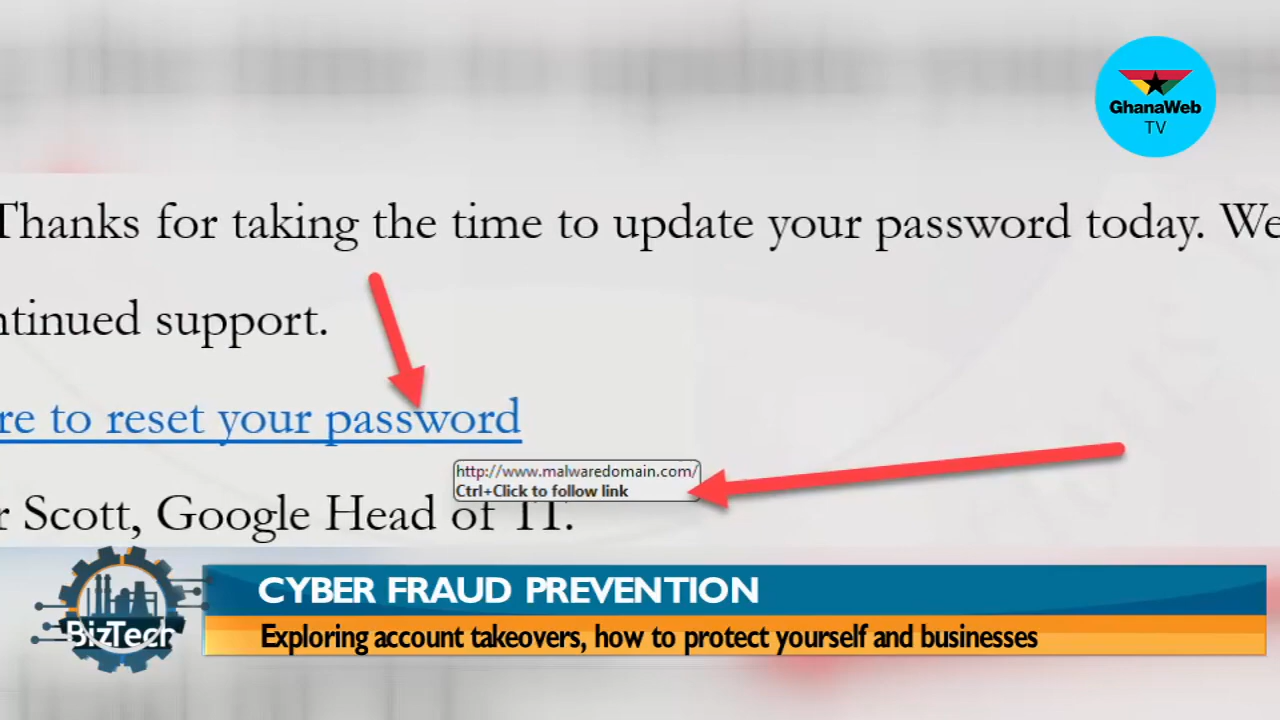 GhanaWeb
TV
Thanks for taking the time to update your password today. We
ntinued support.
re to reset your password
http://www.malwaredomain.com/
Ctrl+Click to follow link
r Scott, Google Head of IT.
CYBER FRAUD PREVENTION
BizTech
Exploring account takeovers, how to protect yourself and businesses